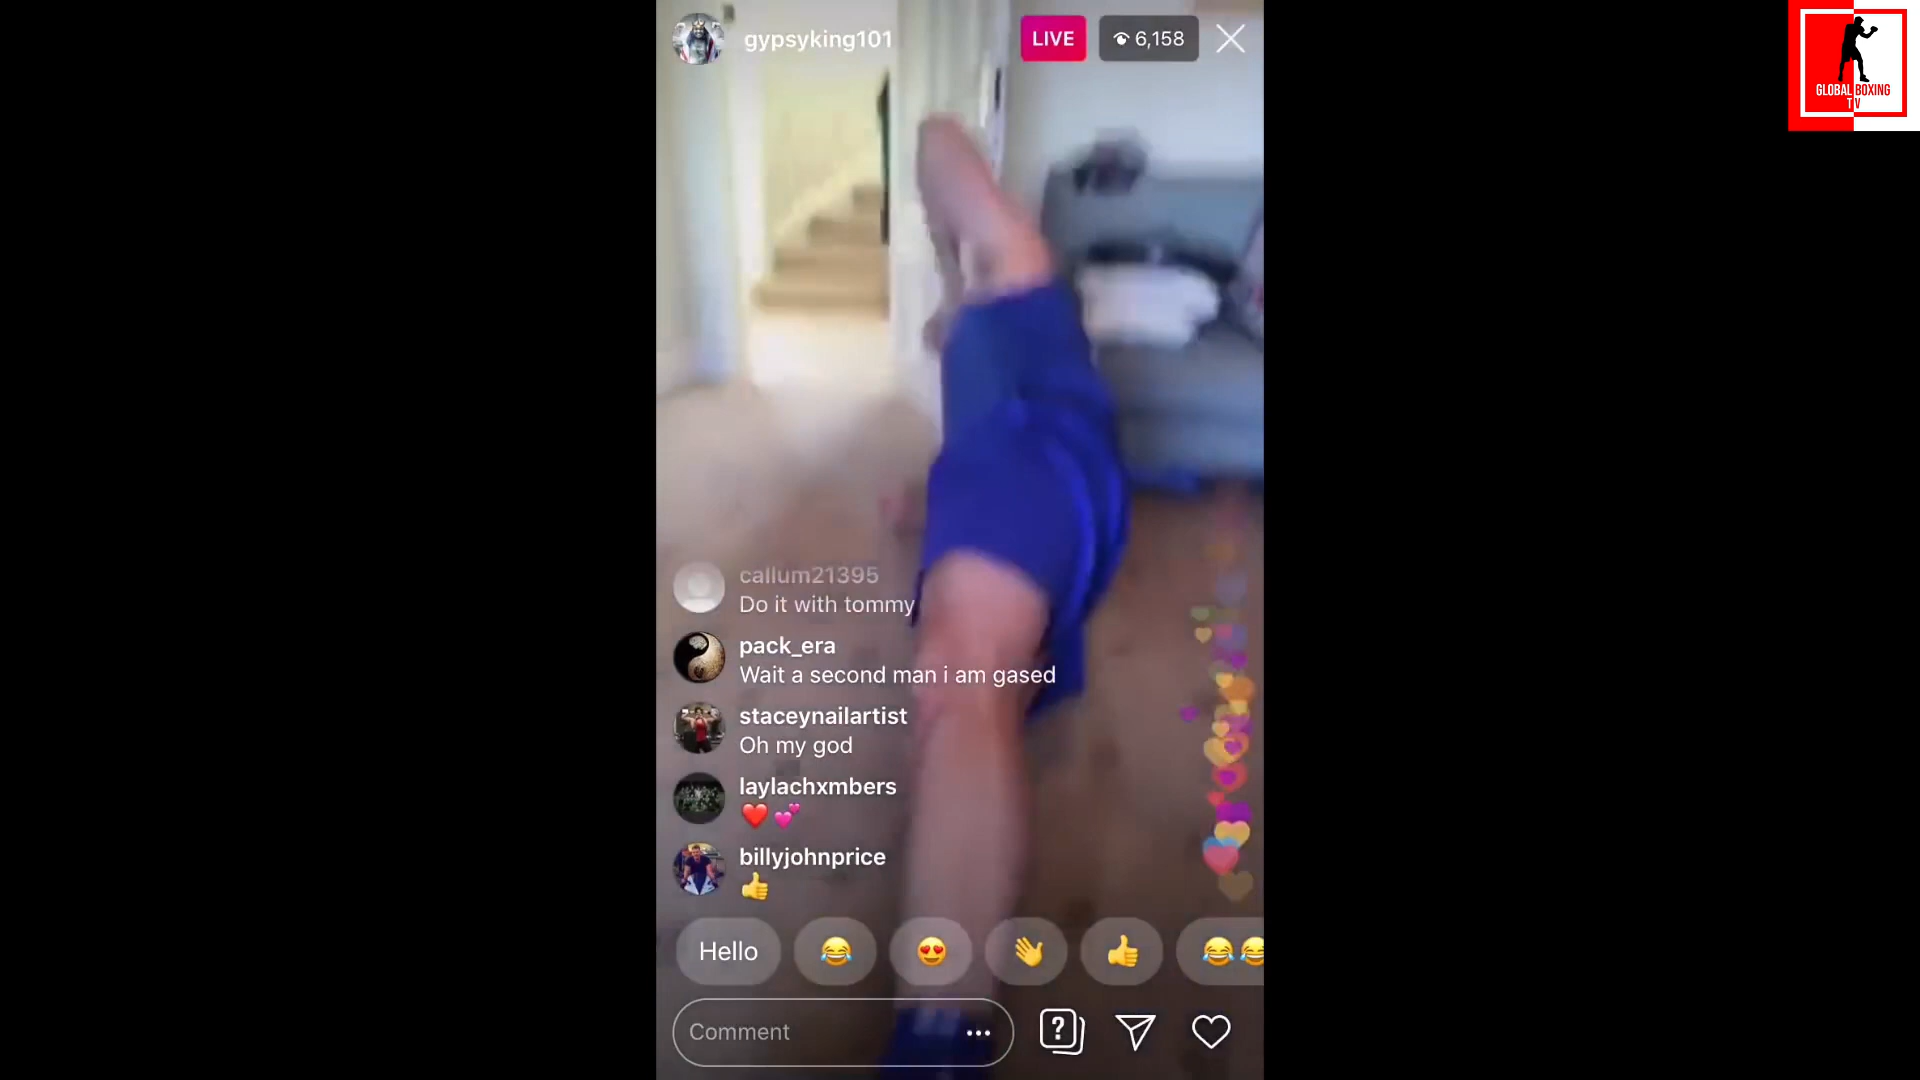 gypsyking101
LIVE
6,158
GLOBAL BOXING
TV
callum21395
Do it with tommy
pack_era
Wait a second man i am gased
staceynailartist
Oh my god
laylachxmbers
billyjohnprice
Hello
Comment